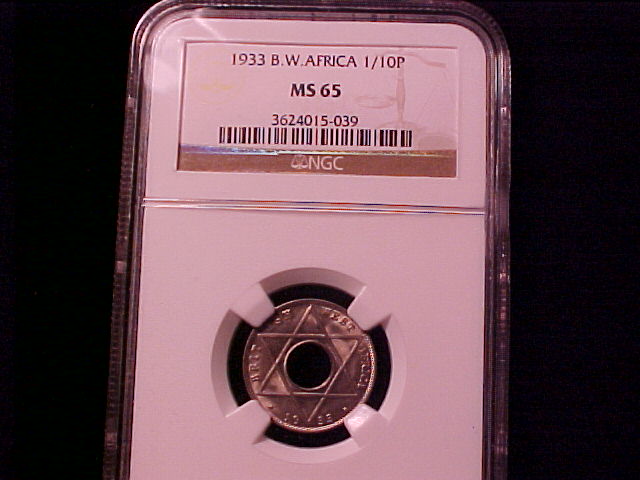 1933 B.W.AFRICA 1/10P
MS 65
3624015-039
NGC